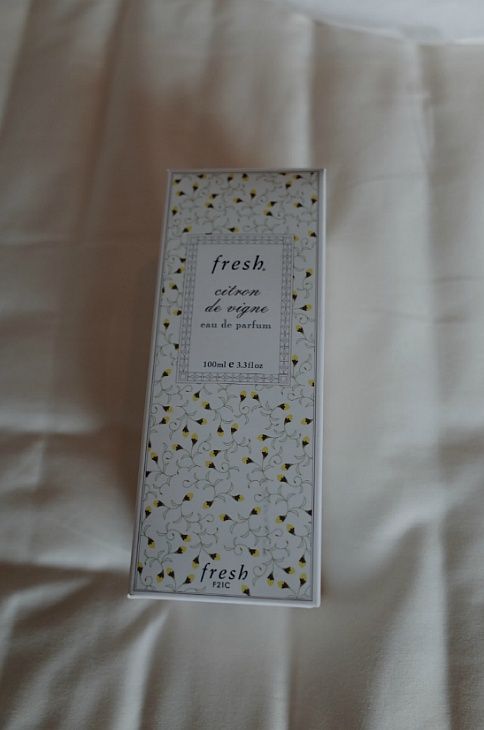 fresh
citron
de vigne
eau de parfum
100ml e 3.3fl oz
fresh
F21C